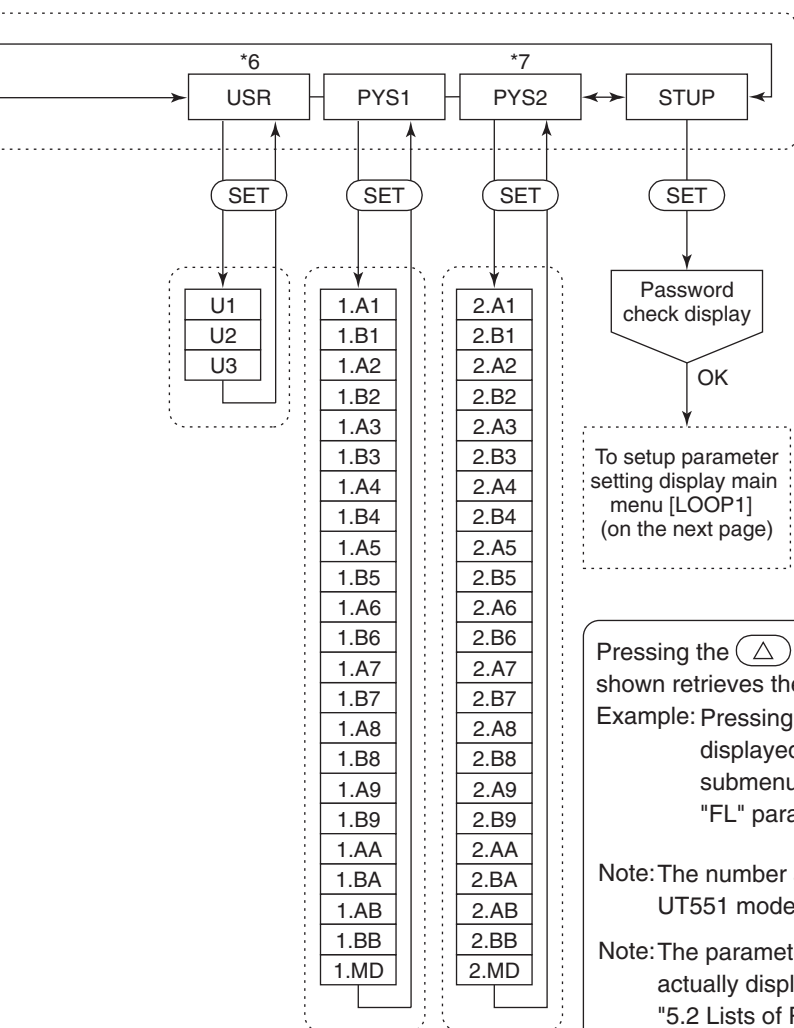 *6
*7
USR
PYS1
PYS2
STUP
SET
SET
SET
SET
U1
U2
U3
1.A1
1.B1
1.A2
1.B2
1.A3
1.B3
1.A4
1.B4
1.A5
1.B5
1.A6
1.B6
1.A7
1.B7
1.A8
1.B8
1.A9
1.B9
1.AA
1.BA
1.AB
1.BB
1.MD
2.A1
2.B1
2.A2
2.B2
2.A3
2.B3
2.A4
2.B4
2.A5
2.B5
2.A6
2.B6
2.A7
2.B7
2.A8
2.B8
2.A9
2.B9
2.AA
2.BA
2.AB
2.BB
2.MD
Password
check display
OK
To setup parameter
setting display main
menu [LOOP1]
(on the next page)
Pressing the △
shown retrieves the
Example: Pressing
displayed
submenu
"FL" para
Note: The number
UT551 mode
Note: The paramet
actually displ
"5.2 Lists of P